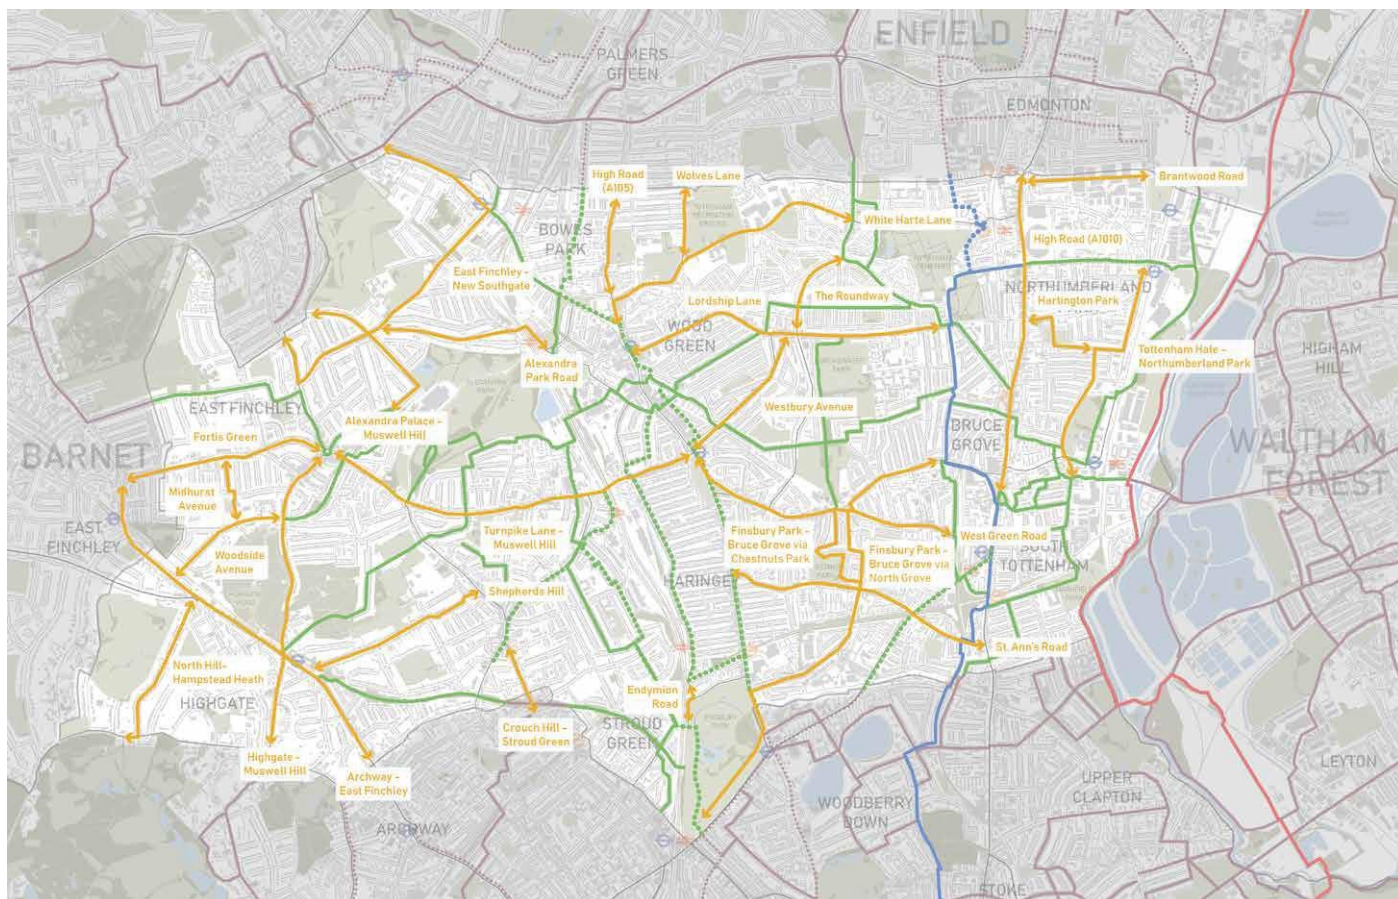 ENFIELD
PALMERS
GREEN
EDMONTON
High Road
(A105)
Wolves Lane
Brantwood Road
White Harte Lane
BOWES
PARK
High Road (A1010)
East Finchley –
New Southgate
NORTHUMBERLAND
Lordship Lane
The Roundway
Hartington Park
WOOD
GREEN
HIGHAM
HILL
Tottenham Hale –
Northumberland Park
Alexandra
Park Road
EAST FINCHLEY
Westbury Avenue
Alexandra Palace –
Muswell Hill
Fortis Green
BRUCE
GROVE
BARNET
WALTHAM
FOREST
Midhurst
Avenue
EAST
FINCHLEY
Turnpike Lane –
Muswell Hill
Finsbury Park –
Bruce Grove via
Chestnuts Park
West Green Road
Finsbury Park –
Bruce Grove via
North Grove
SOUTH
TOTTENHAM
Woodside
Avenue
HARINGEY
Shepherds Hill
St. Ann's Road
North Hill–
Hampstead Heath
HIGHGATE
Endymion
Road
STROUD
GREEN
Crouch Hill –
Stroud Green
Highgate –
Muswell Hill
Archway –
East Finchley
LEYTON
UPPER
CLAPTON
WOODBERRY
DOWN
ARCHWAY
STOKE